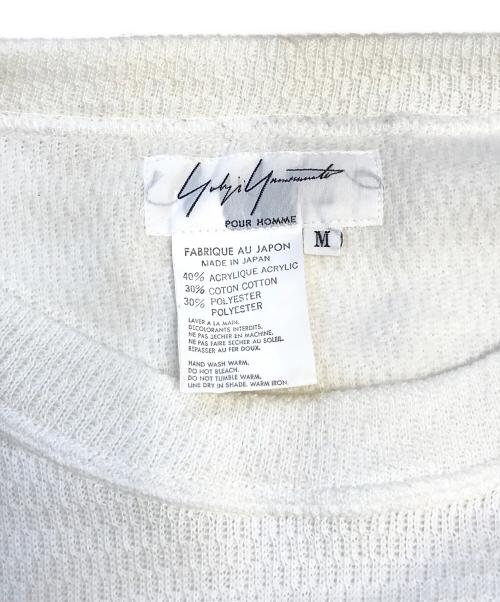 Yohji Yamamoto
POUR HOMME
M
FABRIQUE AU JAPON
MADE IN JAPAN
40% ACRYLIQUE ACRYLIC
30% COTON COTTON
30% POLYESTER
POLYESTER
LAVER A LA MAIN.
DECOLORANTS INTERDITS.
NE PAS SECHER EN MACHINE.
NE PAS FAIRE SECHER AU SOLEIL.
REPASSER AU FER DOUX.
HAND WASH WARM,
DO NOT BLEACH.
DO NOT TUMBLE WARM,
LINE DRY IN SHADE. WARM IRON.